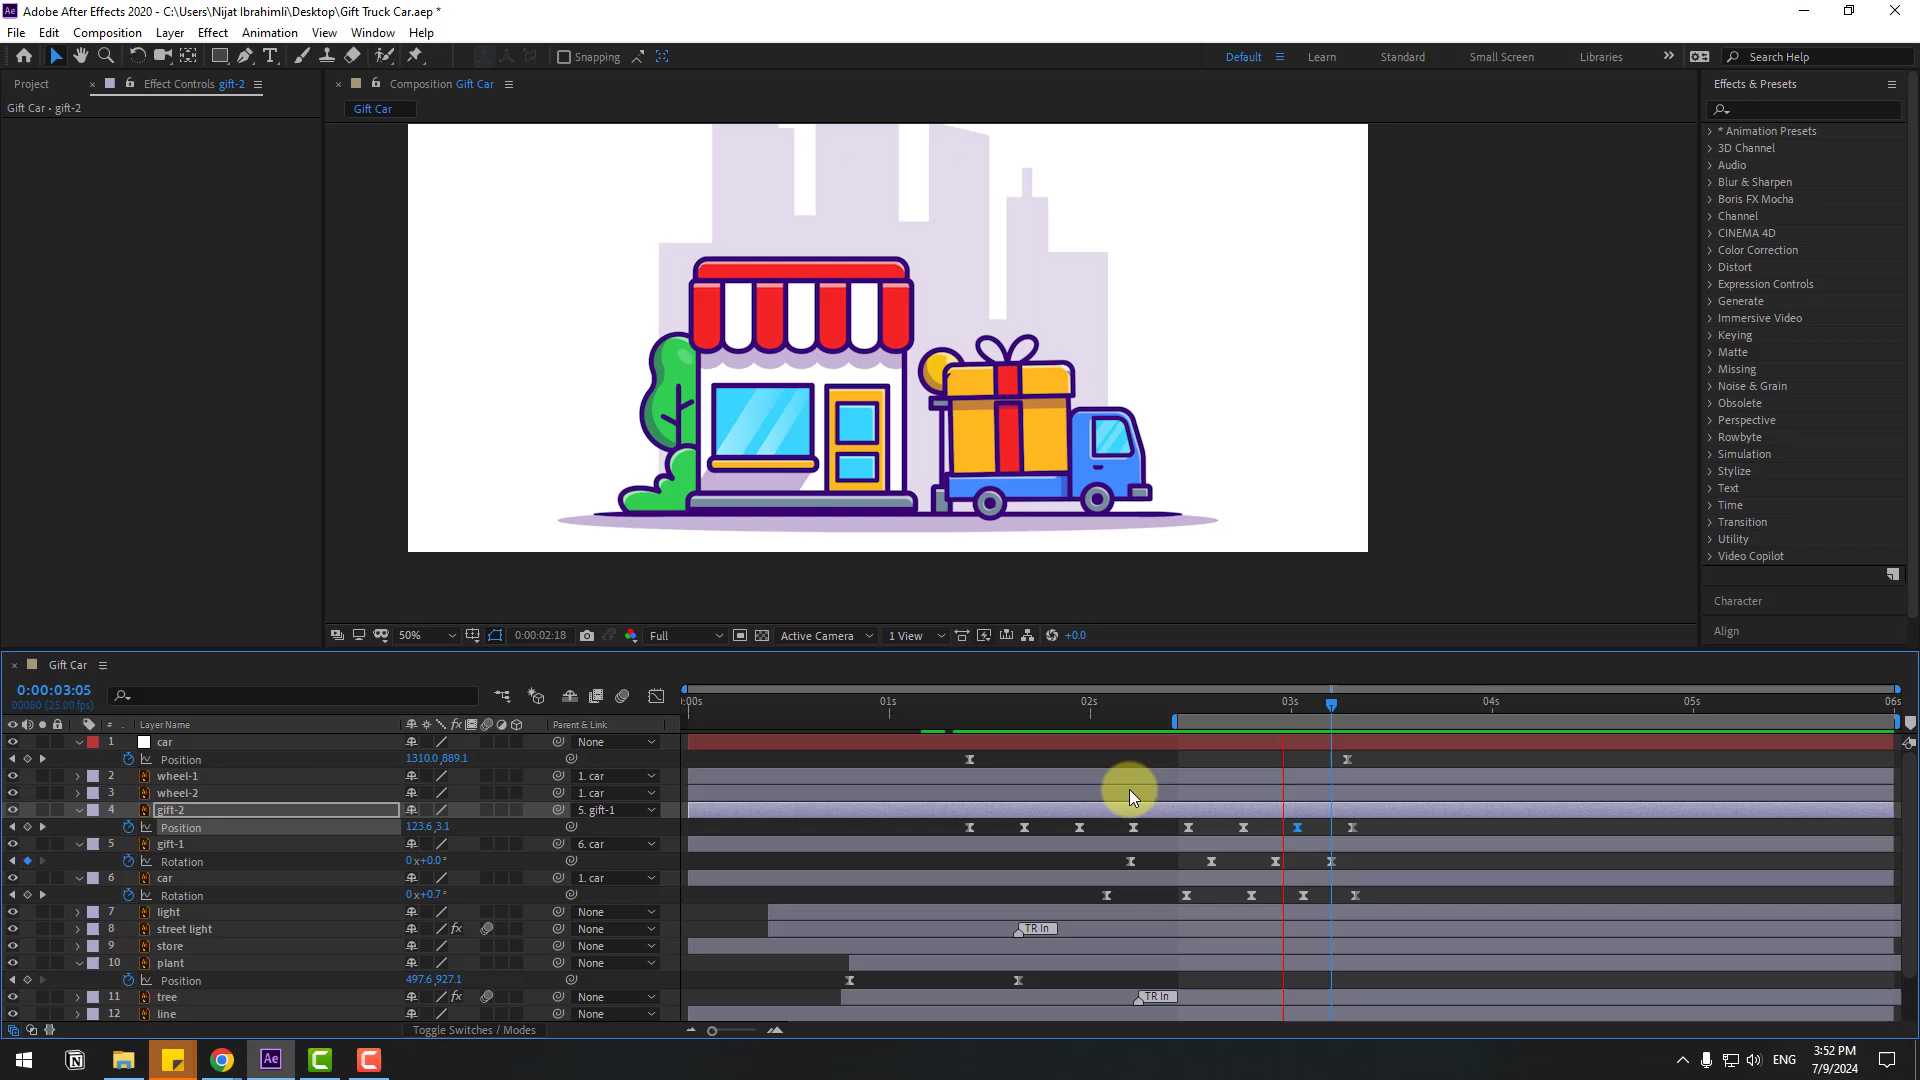 Adobe After Effects 2020 - C:\Users\Nijat Ibrahimli\Desktop\Gift Truck Car.aep *
File Edit Composition Layer Effect Animation View Window Help
Snapping
Default Learn Standard Small Screen Libraries Search Help
Project Effect Controls gift-2
Composition Gift Car
Effects & Presets
Gift Car • gift-2
Gift Car
* Animation Presets
3D Channel
Audio
Blur & Sharpen
Boris FX Mocha
Channel
CINEMA 4D
Color Correction
Distort
Expression Controls
Generate
Immersive Video
Keying
Matte
Missing
Noise & Grain
Obsolete
Perspective
Rowbyte
Simulation
Stylize
Text
Time
Transition
Utility
Video Copilot
Character
Align
50% 0:00:02:18 Full Active Camera 1 View +0.0
Gift Car
0:00:03:05
00080 (25.00 fps)
:00s 01s 02s 03s 04s 05s 06s
# Layer Name Parent & Link
1 car None
Position 1310.0,889.1
2 wheel-1 1. car
3 wheel-2 1. car
4 gift-2 5. gift-1
Position 123.6,3.1
5 gift-1 6. car
Rotation 0x+0.0°
6 car 1. car
Rotation 0x+0.7°
7 light None
8 street light fx None TR In
9 store None
10 plant None
Position 497.6,927.1
11 tree fx None TR In
12 line None
Toggle Switches / Modes
Ae
ENG
3:52 PM
7/9/2024